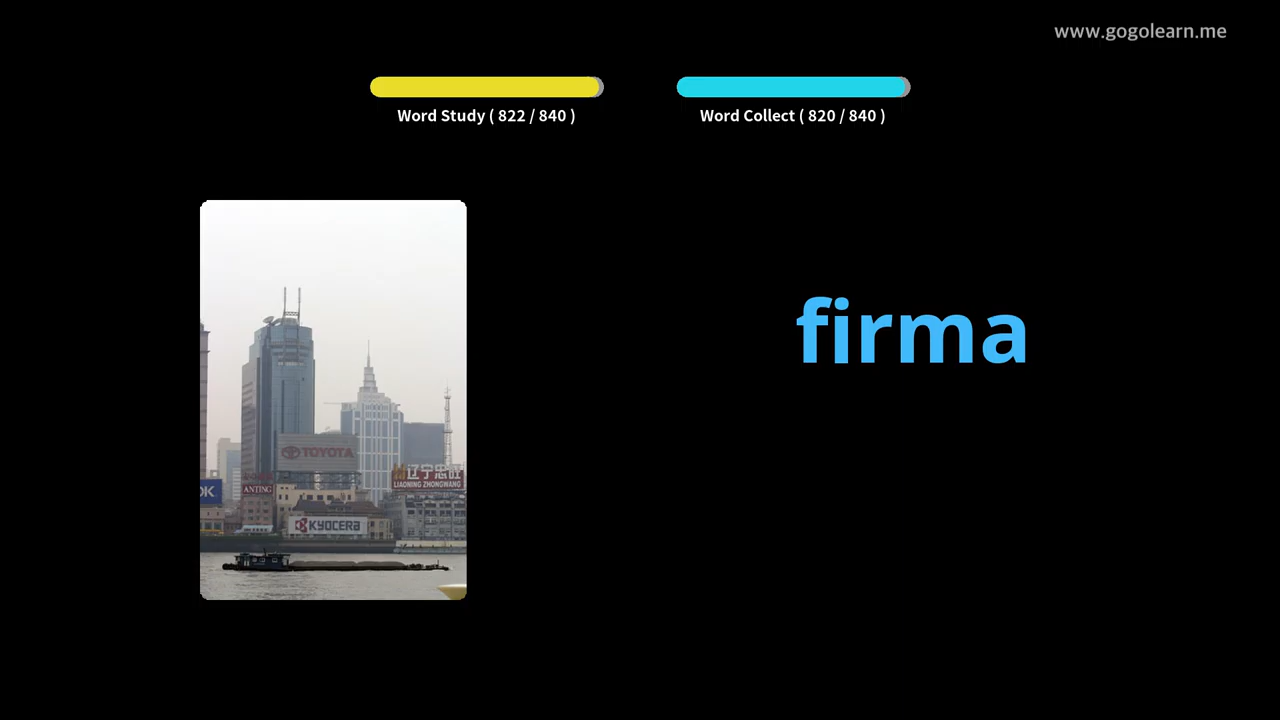 www.gogolearn.me
Word Study ( 822 / 840 )
Word Collect ( 820 / 840 )
firma
TOYOTA
辽宁忠旺
LIAONING ZHONGWANG
OK
ANTING
KYOCERA